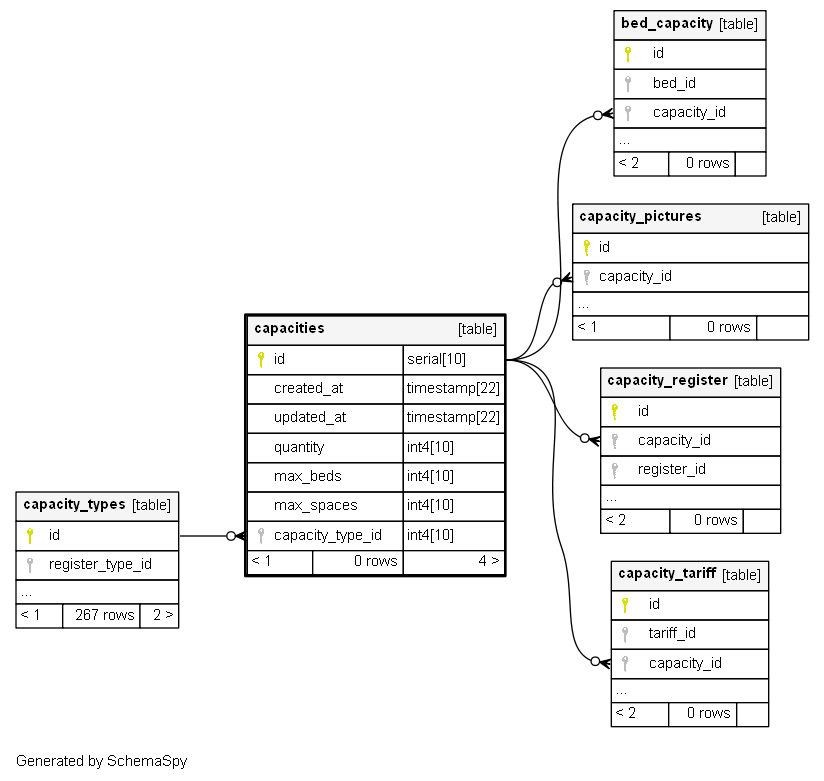 bed_capacity [table]
id
bed_id
capacity_id
...
< 2 0 rows
capacity_pictures [table]
id
capacity_id
...
< 1 0 rows
capacities [table]
id serial[10]
created_at timestamp[22]
updated_at timestamp[22]
quantity int4[10]
max_beds int4[10]
max_spaces int4[10]
capacity_type_id int4[10]
< 1 0 rows 4 >
capacity_register [table]
id
capacity_id
register_id
...
< 2 0 rows
capacity_types [table]
id
register_type_id
...
< 1 267 rows 2 >
capacity_tariff [table]
id
tariff_id
capacity_id
...
< 2 0 rows
Generated by SchemaSpy